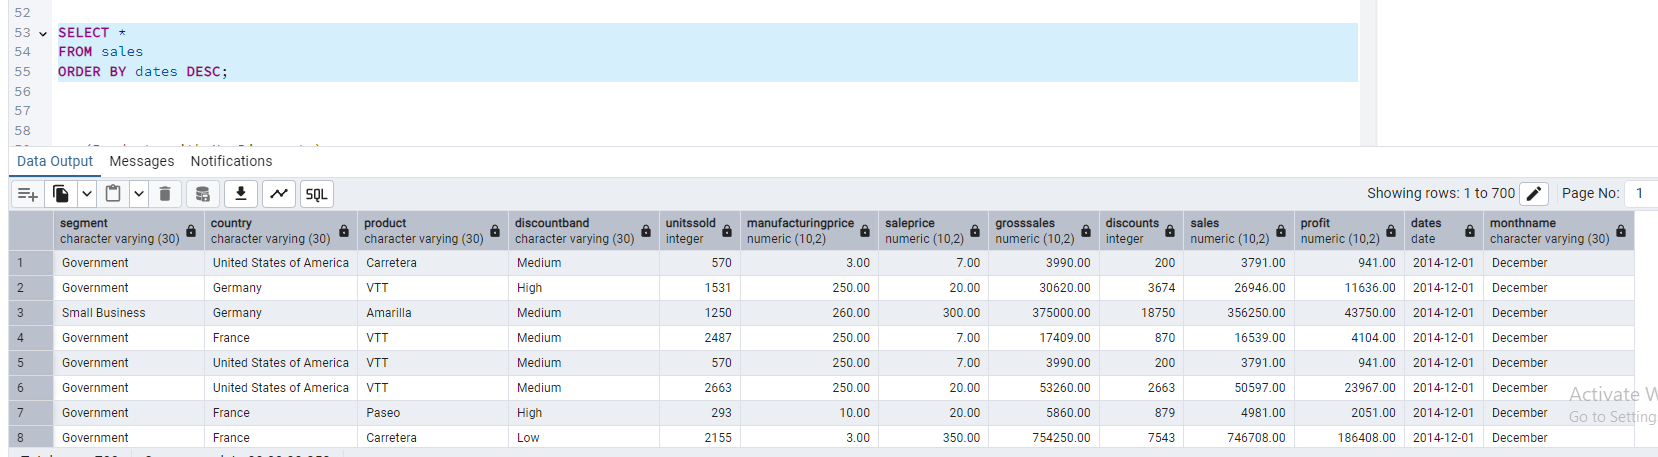 52
53 SELECT *
54 FROM sales
55 ORDER BY dates DESC;
56
57
58
Data Output Messages Notifications
SQL Showing rows: 1 to 700 Page No: 1
segment country product discountband unitssold manufacturingprice saleprice grosssales discounts sales profit dates monthname
character varying (30) character varying (30) character varying (30) character varying (30) integer numeric (10,2) numeric (10,2) numeric (10,2) integer numeric (10,2) numeric (10,2) date character varying (30)
1 Government United States of America Carretera Medium 570 3.00 7.00 3990.00 200 3791.00 941.00 2014-12-01 December
2 Government Germany VTT High 1531 250.00 20.00 30620.00 3674 26946.00 11636.00 2014-12-01 December
3 Small Business Germany Amarilla Medium 1250 260.00 300.00 375000.00 18750 356250.00 43750.00 2014-12-01 December
4 Government France VTT Medium 2487 250.00 7.00 17409.00 870 16539.00 4104.00 2014-12-01 December
5 Government United States of America VTT Medium 570 250.00 7.00 3990.00 200 3791.00 941.00 2014-12-01 December
6 Government United States of America VTT Medium 2663 250.00 20.00 53260.00 2663 50597.00 23967.00 2014-12-01 December
Activate W
7 Government France Paseo High 293 10.00 20.00 5860.00 879 4981.00 2051.00 2014-12-01 December
Go to Setting
8 Government France Carretera Low 2155 3.00 350.00 754250.00 7543 746708.00 186408.00 2014-12-01 December